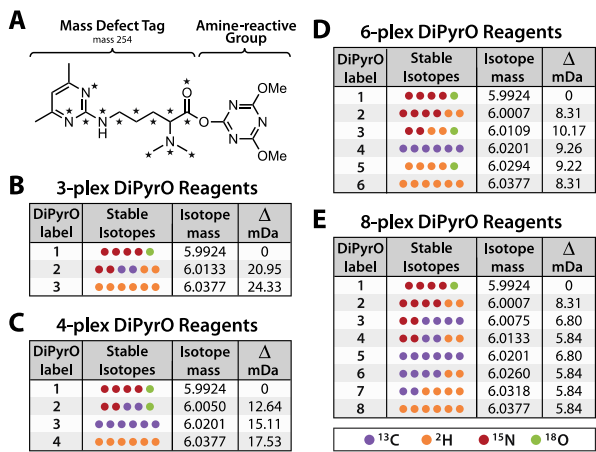 A
Mass Defect Tag
mass 254
Amine-reactive
Group
N
N
N
H
N
O
O
N
N
N
OMe
OMe
B 3-plex DiPyrO Reagents
DiPyrO label Stable Isotopes Isotope mass Δ mDa
1 5.9924 0
2 6.0133 20.95
3 6.0377 24.33
C 4-plex DiPyrO Reagents
DiPyrO label Stable Isotopes Isotope mass Δ mDa
1 5.9924 0
2 6.0050 12.64
3 6.0201 15.11
4 6.0377 17.53
D 6-plex DiPyrO Reagents
DiPyrO label Stable Isotopes Isotope mass Δ mDa
1 5.9924 0
2 6.0007 8.31
3 6.0109 10.17
4 6.0201 9.26
5 6.0294 9.22
6 6.0377 8.31
E 8-plex DiPyrO Reagents
DiPyrO label Stable Isotopes Isotope mass Δ mDa
1 5.9924 0
2 6.0007 8.31
3 6.0075 6.80
4 6.0133 5.84
5 6.0201 6.80
6 6.0260 5.84
7 6.0318 5.84
8 6.0377 5.84
¹³C ²H ¹⁵N ¹⁸O